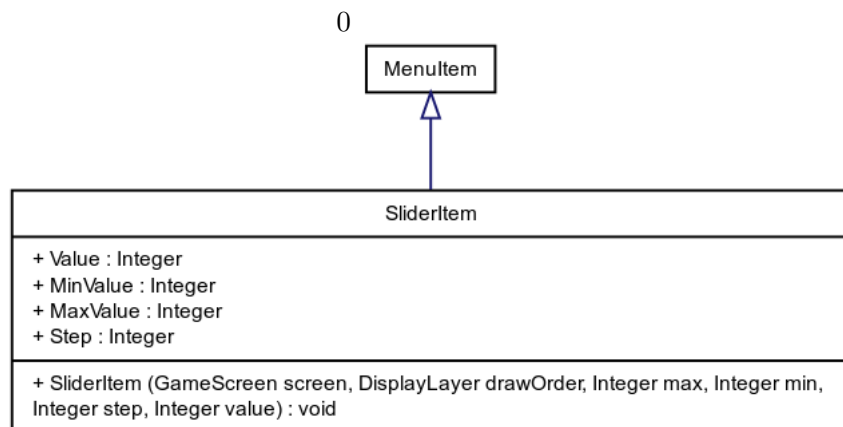 0
MenuItem
SliderItem
+ Value : Integer
+ MinValue : Integer
+ MaxValue : Integer
+ Step : Integer
+ SliderItem (GameScreen screen, DisplayLayer drawOrder, Integer max, Integer min,
Integer step, Integer value) : void